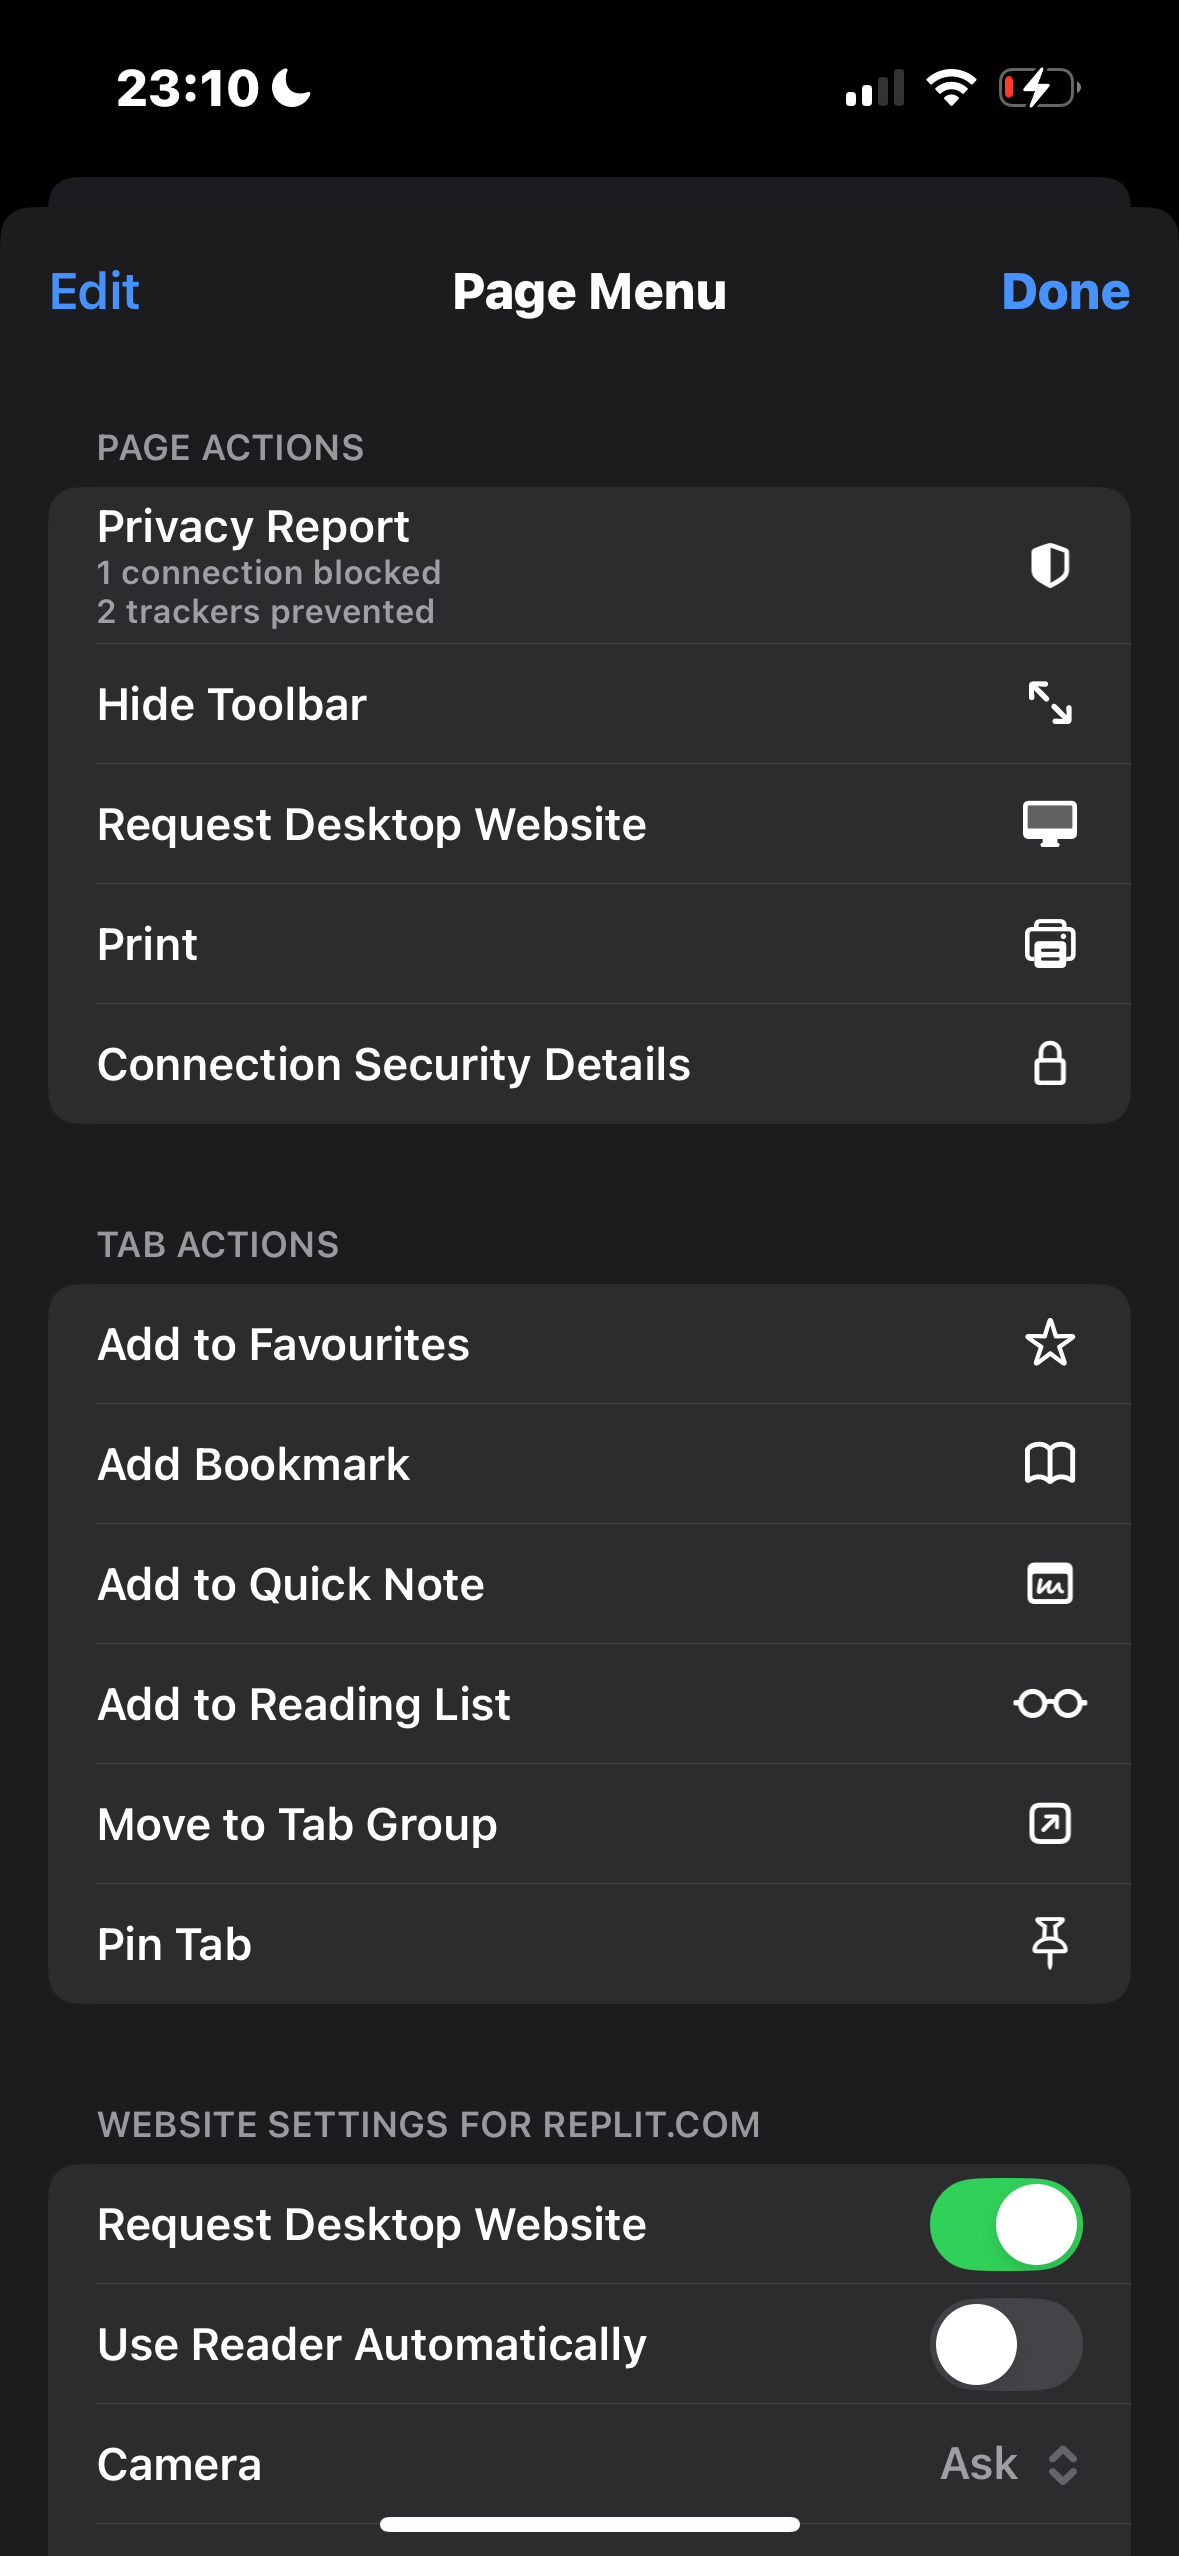 23:10
Edit
Page Menu
Done
PAGE ACTIONS
Privacy Report
1 connection blocked
2 trackers prevented
Hide Toolbar
Request Desktop Website
Print
Connection Security Details
TAB ACTIONS
Add to Favourites
Add Bookmark
Add to Quick Note
Add to Reading List
Move to Tab Group
Pin Tab
WEBSITE SETTINGS FOR REPLIT.COM
Request Desktop Website
Use Reader Automatically
Camera
Ask